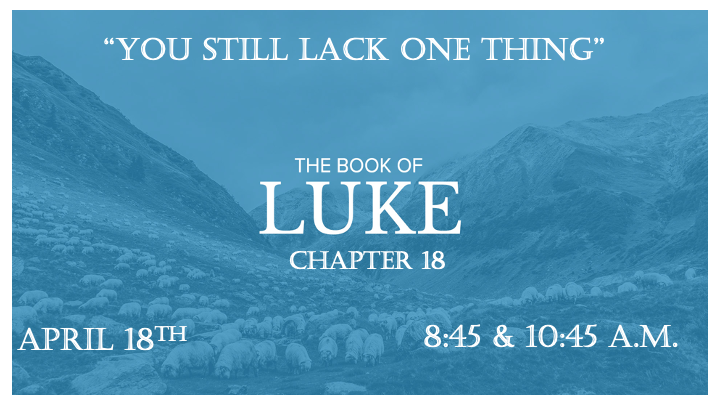 “YOU STILL LACK ONE THING”
THE BOOK OF
LUKE
CHAPTER 18
APRIL 18TH
8:45 & 10:45 A.M.